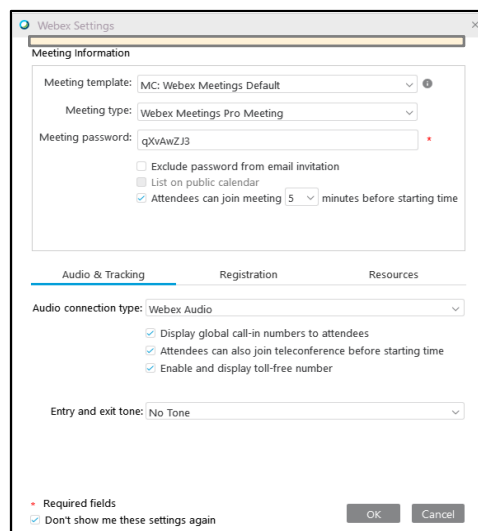 Webex Settings
Meeting Information
Meeting template: MC: Webex Meetings Default
Meeting type: Webex Meetings Pro Meeting
Meeting password: qXvAwZJ3 *
Exclude password from email invitation
List on public calendar
Attendees can join meeting 5 minutes before starting time
Audio & Tracking Registration Resources
Audio connection type: Webex Audio
Display global call-in numbers to attendees
Attendees can also join teleconference before starting time
Enable and display toll-free number
Entry and exit tone: No Tone
* Required fields
Don't show me these settings again OK Cancel